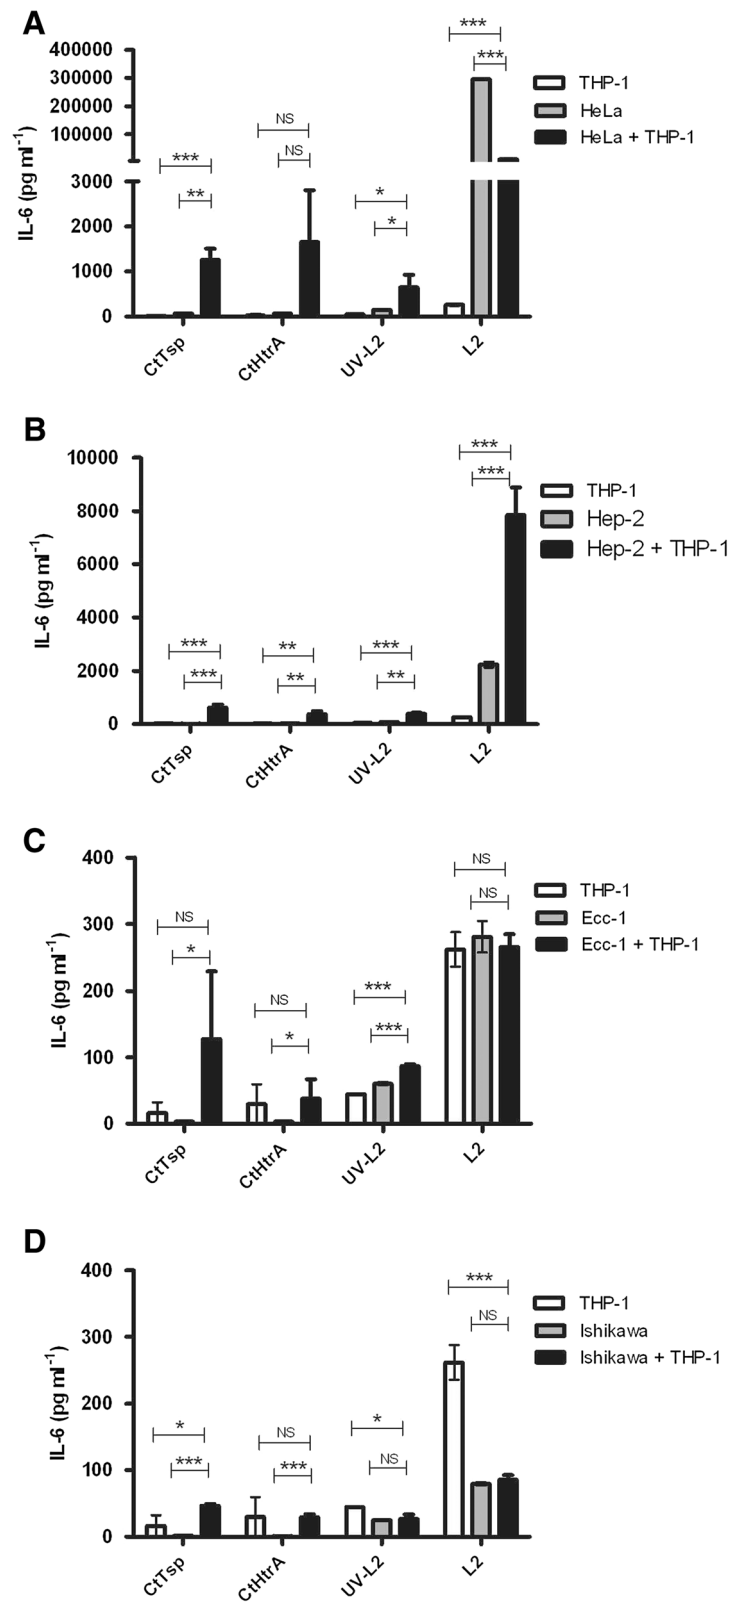 A
IL-6 (pg ml⁻¹)
400000
300000
200000
100000
3000
2000
1000
0
***
**
NS
NS
*
*
***
***
THP-1
HeLa
HeLa + THP-1
CtTsp
CtHtrA
UV-L2
L2
B
IL-6 (pg ml⁻¹)
10000
8000
6000
4000
2000
0
***
***
**
**
***
**
***
***
THP-1
Hep-2
Hep-2 + THP-1
CtTsp
CtHtrA
UV-L2
L2
C
IL-6 (pg ml⁻¹)
400
300
200
100
0
NS
*
NS
*
***
***
NS
NS
THP-1
Ecc-1
Ecc-1 + THP-1
CtTsp
CtHtrA
UV-L2
L2
D
IL-6 (pg ml⁻¹)
400
300
200
100
0
*
***
NS
***
*
NS
***
NS
THP-1
Ishikawa
Ishikawa + THP-1
CtTsp
CtHtrA
UV-L2
L2